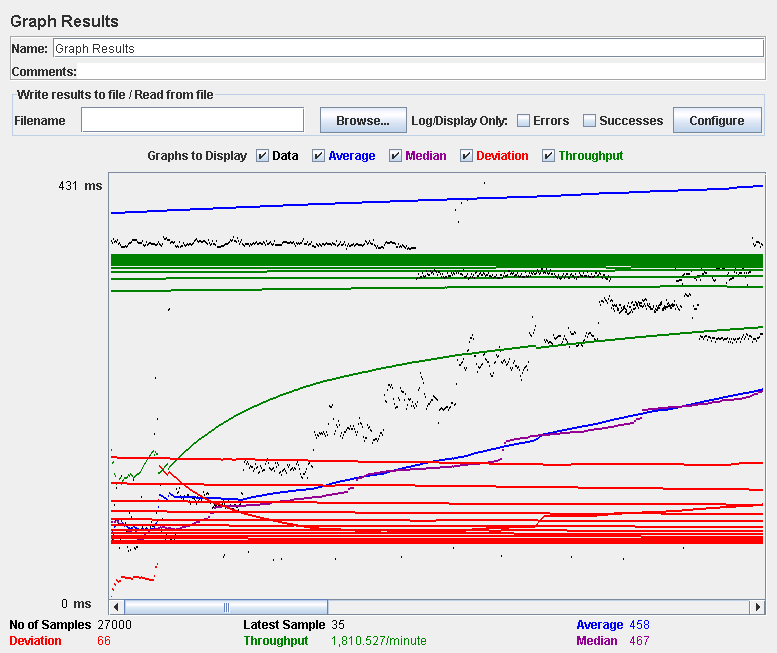 Graph Results
Name: Graph Results
Comments:
Write results to file / Read from file
Filename Browse... Log/Display Only: Errors Successes Configure
Graphs to Display Data Average Median Deviation Throughput
431 ms
0 ms
No of Samples 27000 Latest Sample 35 Average 458
Deviation 66 Throughput 1,810.527/minute Median 467